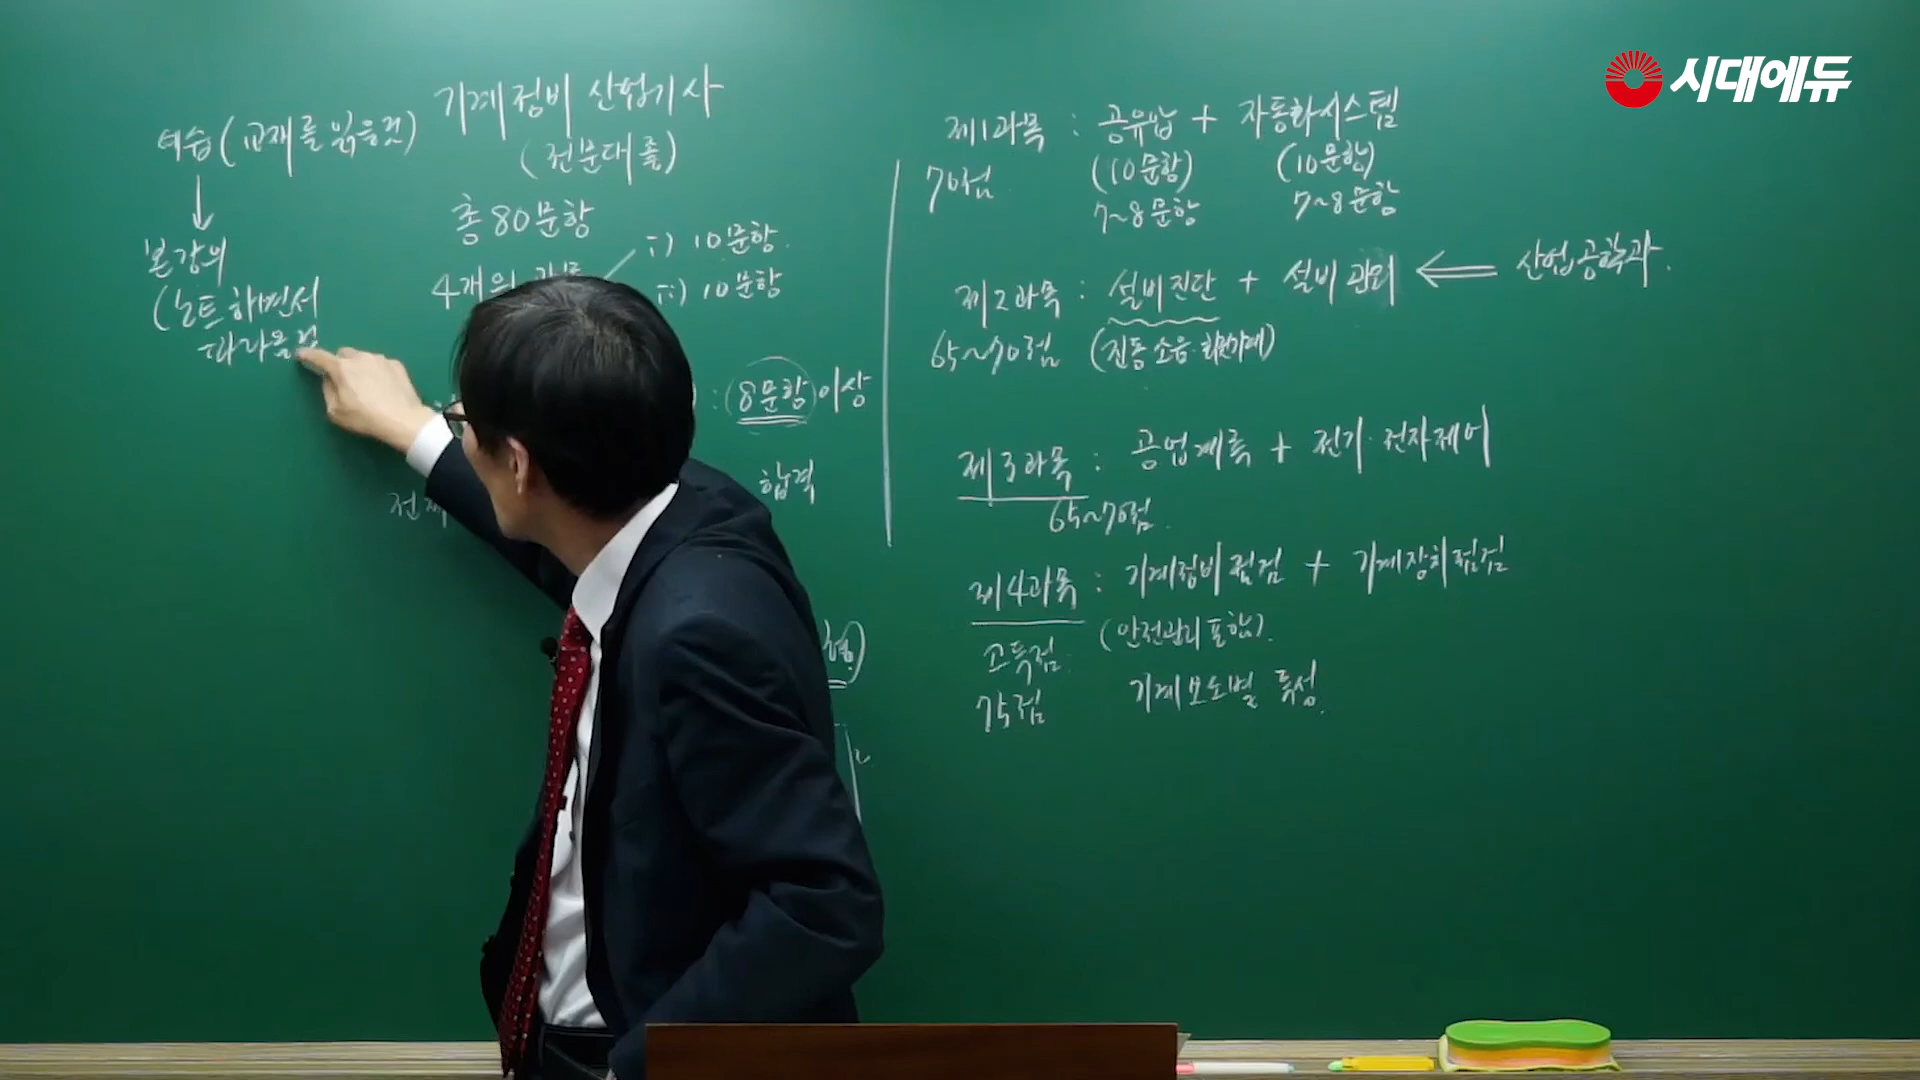 시대에듀
기계정비 산업기사
(전문대 졸)
예습 (교재를 읽을것)
↓
본강의
(노트하면서
따라올것
총 80문항
4개의 과목
i) 10문항.
ii) 10문항
: 8문항 이상
합격
제1과목 : 공유압 + 자동화시스템
70점 (10문항) (10문항)
7~8문항 7~8문항
제2과목 : 설비진단 + 설비관리 ⇐ 산업공학과.
65~70점 (진동 소음·회전기계)
제3과목 : 공업계측 + 전기·전자제어
65~70점.
제4과목 : 기계정비 점검 + 기계장치점검
고득점. (안전관리 포함).
75점 기계요소별 특성.